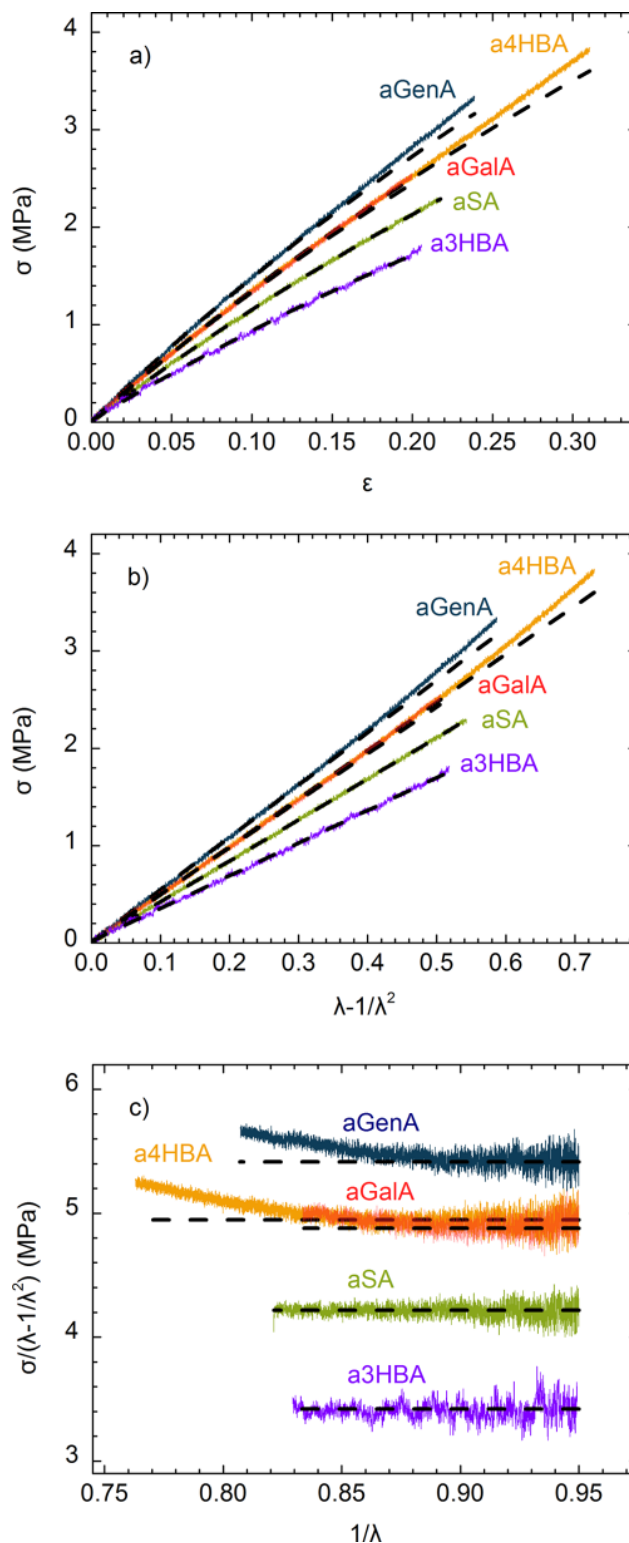 4
a)
a4HBA
aGenA
3
σ (MPa)
aGalA
2
aSA
a3HBA
1
0
0.00 0.05 0.10 0.15 0.20 0.25 0.30
ε
4
b)
a4HBA
aGenA
3
σ (MPa)
aGalA
2
aSA
a3HBA
1
0
0.0 0.1 0.2 0.3 0.4 0.5 0.6 0.7
λ-1/λ²
6
c)
aGenA
a4HBA
aGalA
σ/(λ-1/λ²) (MPa)
5
aSA
4
a3HBA
3
0.75 0.80 0.85 0.90 0.95
1/λ